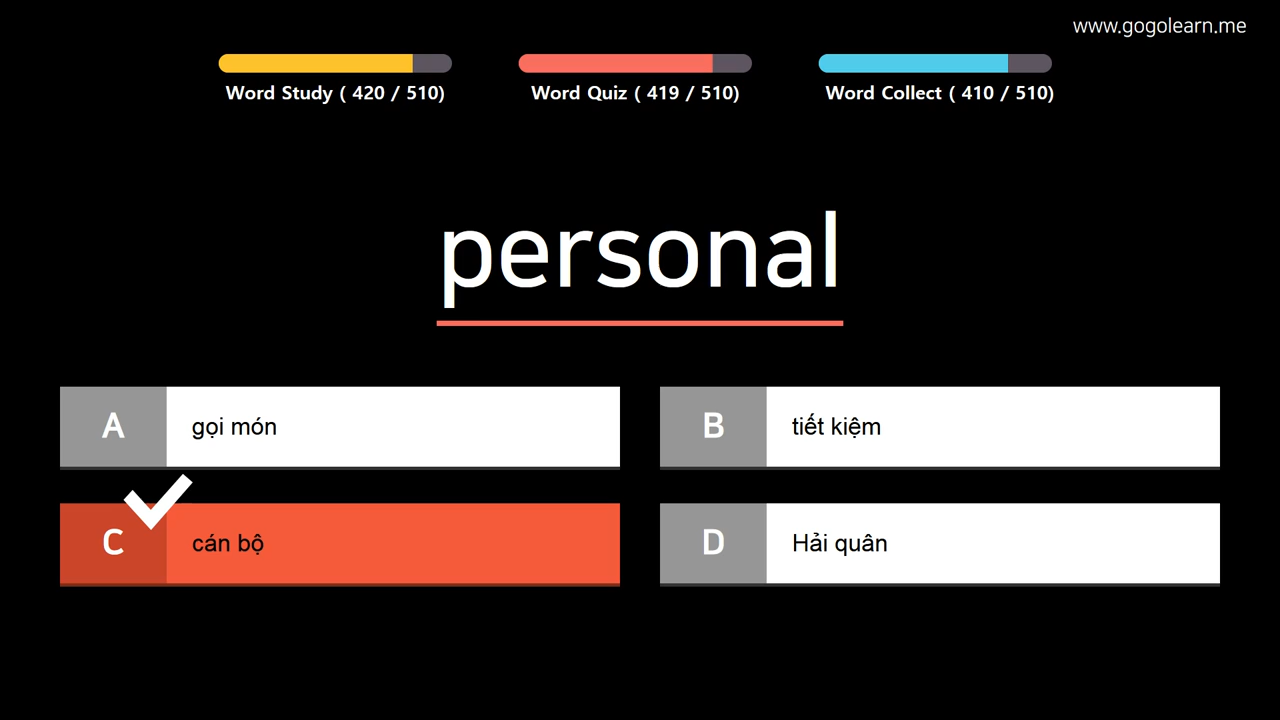 www.gogolearn.me
Word Study ( 420 / 510)
Word Quiz ( 419 / 510)
Word Collect ( 410 / 510)
personal
A
gọi món
B
tiết kiệm
C
cán bộ
D
Hải quân